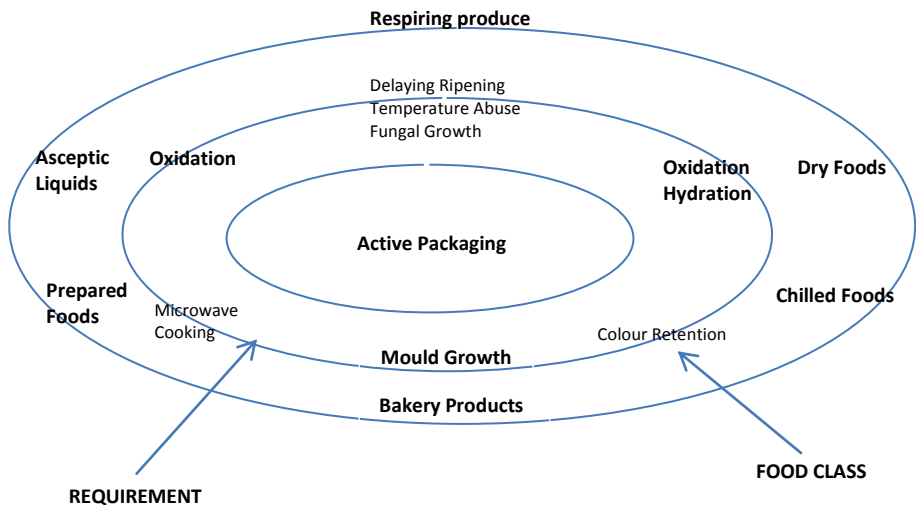 Respiring produce
Delaying Ripening
Temperature Abuse
Fungal Growth
Asceptic
Liquids
Oxidation
Oxidation
Hydration
Dry Foods
Active Packaging
Prepared
Foods
Microwave
Cooking
Chilled Foods
Colour Retention
Mould Growth
Bakery Products
REQUIREMENT
FOOD CLASS